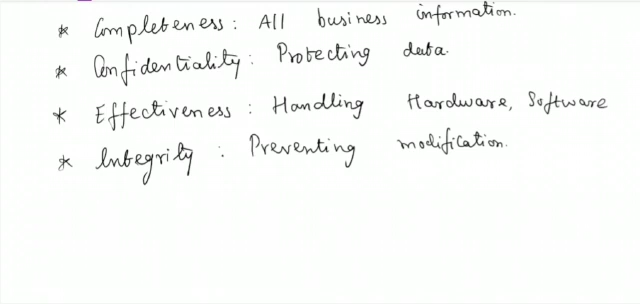 * Completeness : All business information.
* Confidentiality : Protecting data.
* Effectiveness : Handling Hardware, Software
* Integrity : Preventing modification.